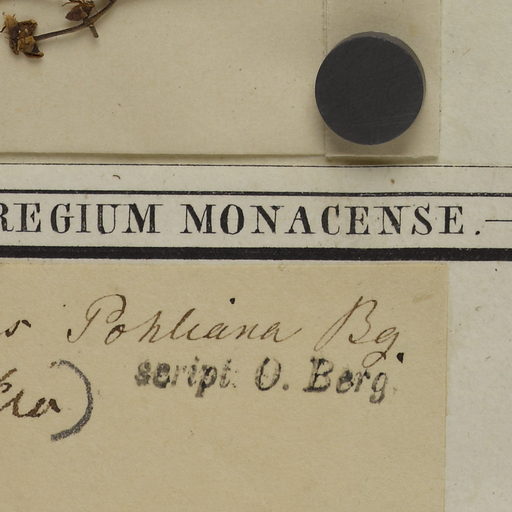 REGIUM MONACENSE.
Pohliana Bg.
script. O. Berg.